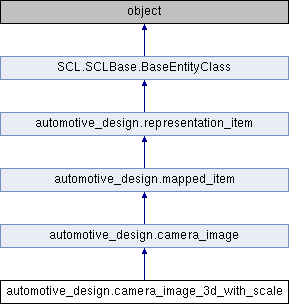 object
SCL.SCLBase.BaseEntityClass
automotive_design.representation_item
automotive_design.mapped_item
automotive_design.camera_image
automotive_design.camera_image_3d_with_scale